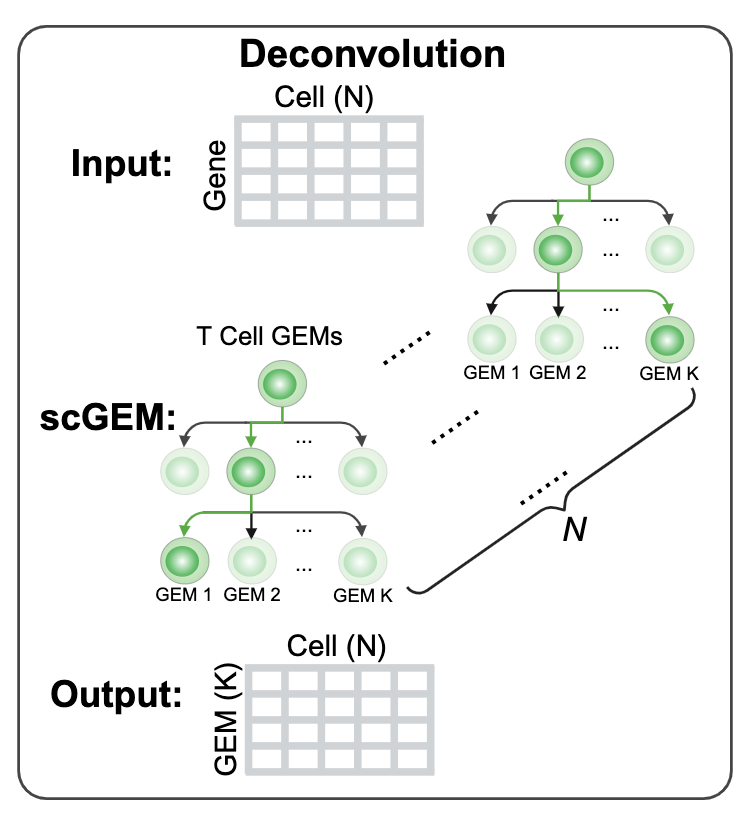 Deconvolution
Cell (N)
Input:
Gene
...
...
...
...
GEM 1
GEM 2
GEM K
T Cell GEMs
scGEM:
...
...
...
...
GEM 1
GEM 2
GEM K
N
Cell (N)
Output:
GEM (K)